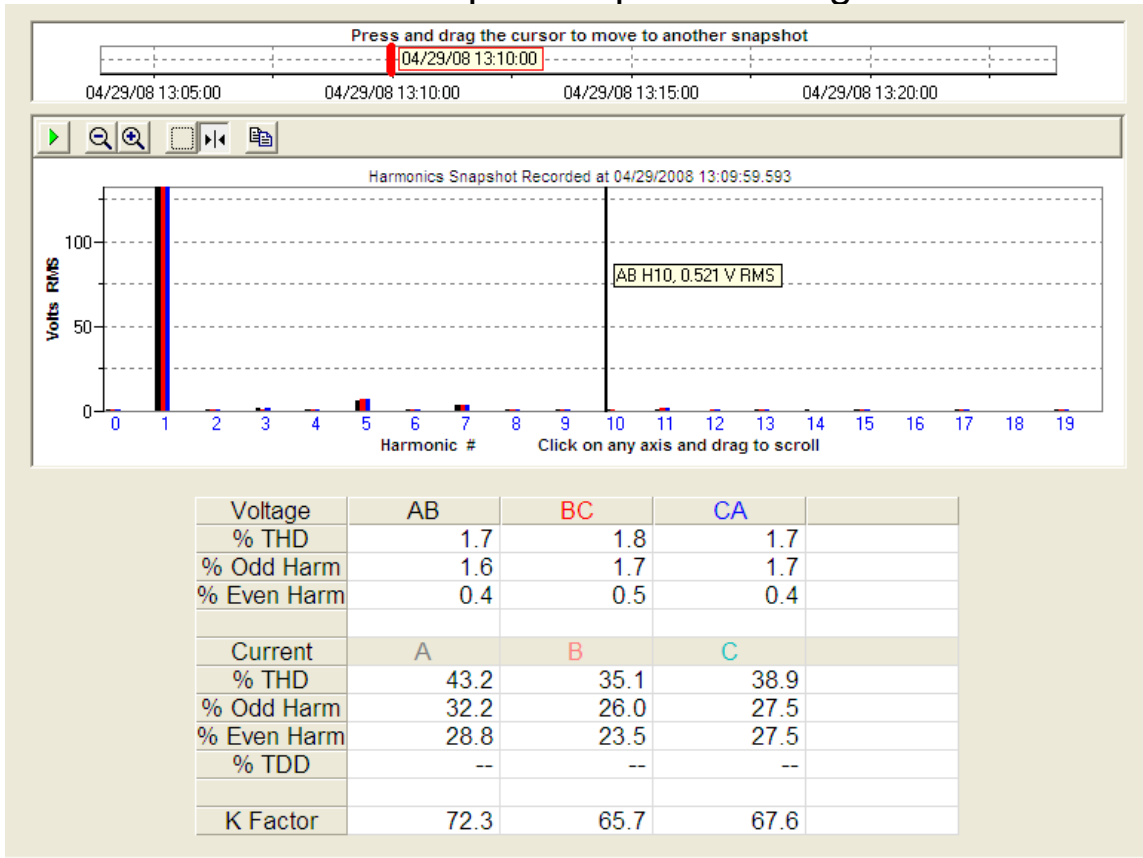 Press and drag the cursor to move to another snapshot
04/29/08 13:10:00
04/29/08 13:05:00 04/29/08 13:10:00 04/29/08 13:15:00 04/29/08 13:20:00
Harmonics Snapshot Recorded at 04/29/2008 13:09:59.593
Volts RMS
100
50
0
AB H10, 0.521 V RMS
0 1 2 3 4 5 6 7 8 9 10 11 12 13 14 15 16 17 18 19
Harmonic # Click on any axis and drag to scroll
Voltage AB BC CA
% THD 1.7 1.8 1.7
% Odd Harm 1.6 1.7 1.7
% Even Harm 0.4 0.5 0.4
Current A B C
% THD 43.2 35.1 38.9
% Odd Harm 32.2 26.0 27.5
% Even Harm 28.8 23.5 27.5
% TDD -- -- --
K Factor 72.3 65.7 67.6